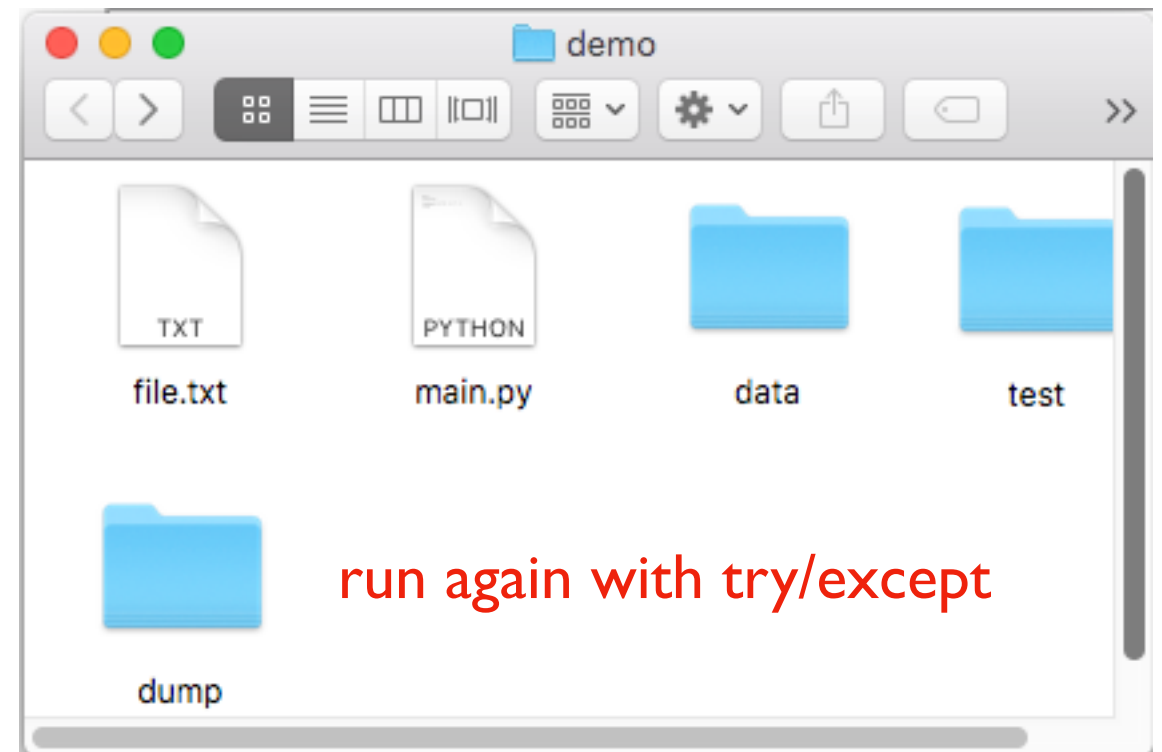 demo
TXT
PYTHON
file.txt
main.py
data
test
run again with try/except
dump